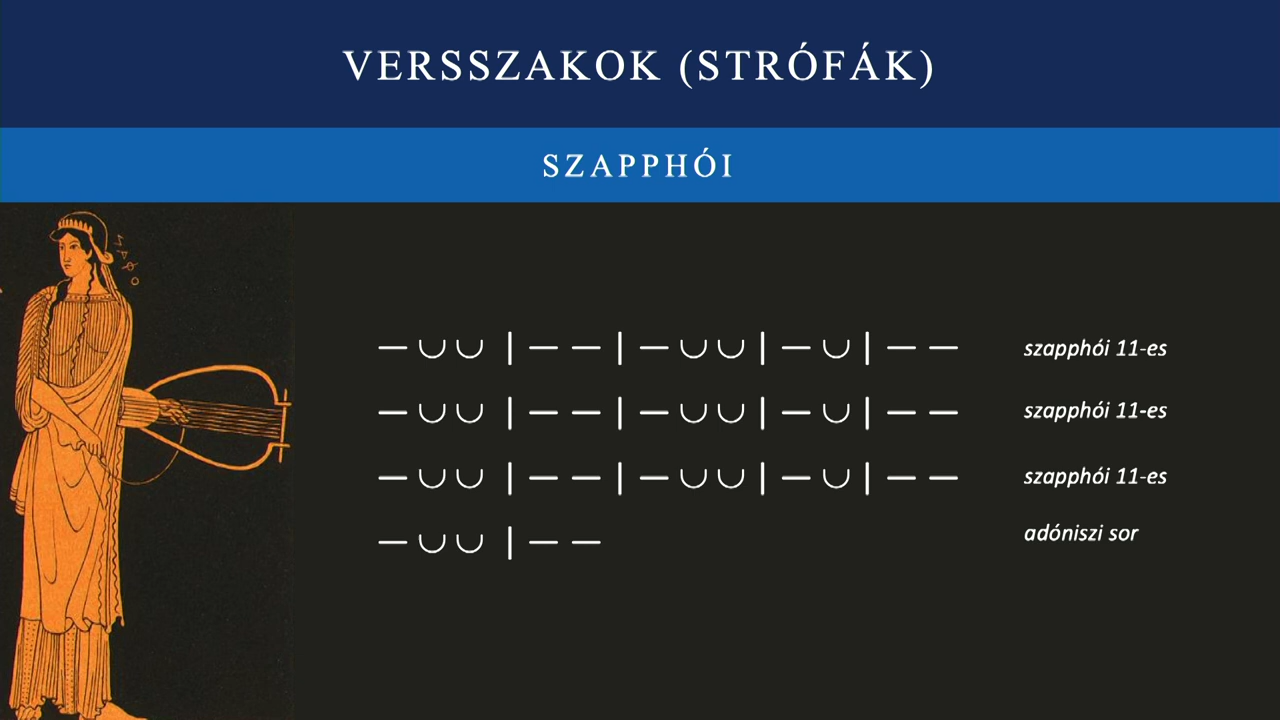 VERSSZAKOK (STRÓFÁK)
SZAPPHÓI
— ∪ ∪ | — — | — ∪ ∪ | — ∪ | — — szapphói 11-es
— ∪ ∪ | — — | — ∪ ∪ | — ∪ | — — szapphói 11-es
— ∪ ∪ | — — | — ∪ ∪ | — ∪ | — — szapphói 11-es
— ∪ ∪ | — — adóniszi sor